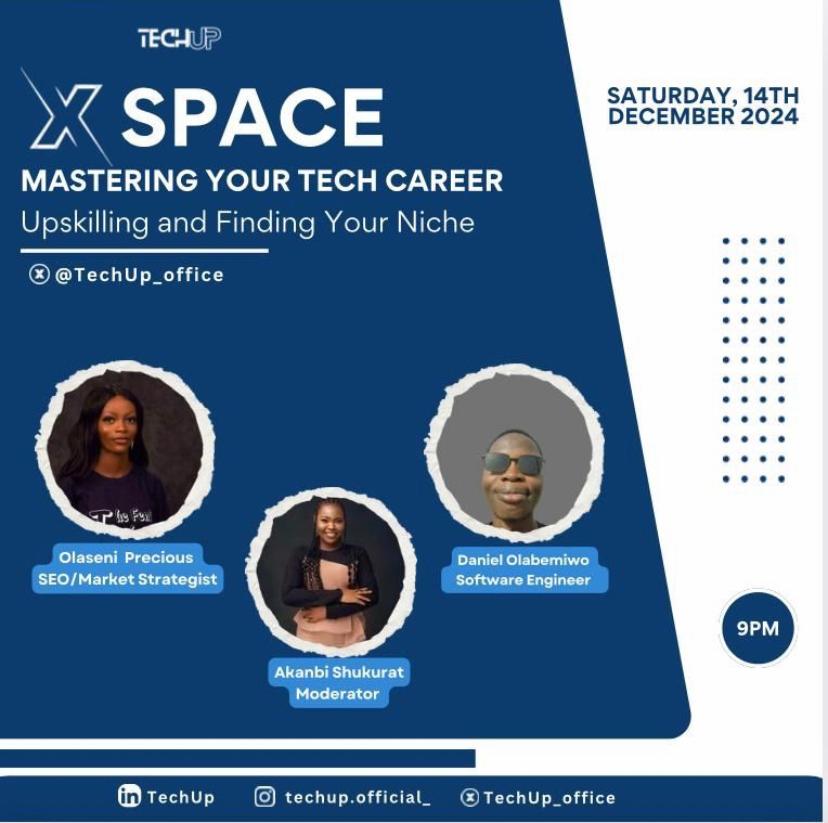 TECHUP
X SPACE
MASTERING YOUR TECH CAREER
Upskilling and Finding Your Niche
@TechUp_office
SATURDAY, 14TH
DECEMBER 2024
Olaseni Precious
SEO/Market Strategist
Daniel Olabemiwo
Software Engineer
Akanbi Shukurat
Moderator
9PM
TechUp
techup.official_
TechUp_office